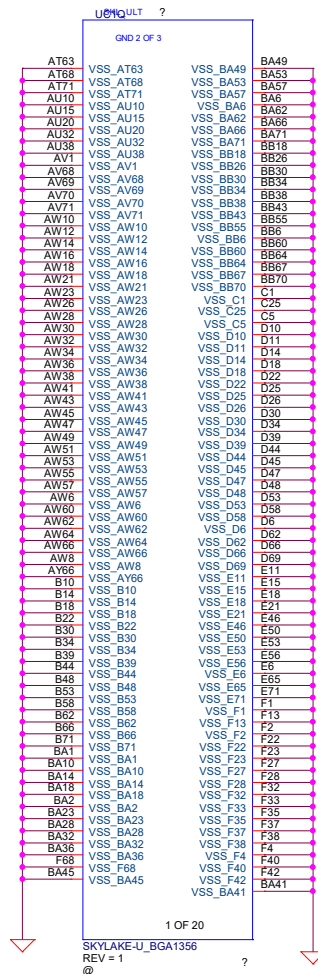 UC1Q SKL_ULT ?
GND 2 OF 3
AT63 VSS_AT63 VSS_BA49 BA49
AT68 VSS_AT68 VSS_BA53 BA53
AT71 VSS_AT71 VSS_BA57 BA57
AU10 VSS_AU10 VSS_BA6 BA6
AU15 VSS_AU15 VSS_BA62 BA62
AU20 VSS_AU20 VSS_BA66 BA66
AU32 VSS_AU32 VSS_BA71 BA71
AU38 VSS_AU38 VSS_BB18 BB18
AV1 VSS_AV1 VSS_BB26 BB26
AV68 VSS_AV68 VSS_BB30 BB30
AV69 VSS_AV69 VSS_BB34 BB34
AV70 VSS_AV70 VSS_BB38 BB38
AV71 VSS_AV71 VSS_BB43 BB43
AW10 VSS_AW10 VSS_BB55 BB55
AW12 VSS_AW12 VSS_BB6 BB6
AW14 VSS_AW14 VSS_BB60 BB60
AW16 VSS_AW16 VSS_BB64 BB64
AW18 VSS_AW18 VSS_BB67 BB67
AW21 VSS_AW21 VSS_BB70 BB70
AW23 VSS_AW23 VSS_C1 C1
AW26 VSS_AW26 VSS_C25 C25
AW28 VSS_AW28 VSS_C5 C5
AW30 VSS_AW30 VSS_D10 D10
AW32 VSS_AW32 VSS_D11 D11
AW34 VSS_AW34 VSS_D14 D14
AW36 VSS_AW36 VSS_D18 D18
AW38 VSS_AW38 VSS_D22 D22
AW41 VSS_AW41 VSS_D25 D25
AW43 VSS_AW43 VSS_D26 D26
AW45 VSS_AW45 VSS_D30 D30
AW47 VSS_AW47 VSS_D34 D34
AW49 VSS_AW49 VSS_D39 D39
AW51 VSS_AW51 VSS_D44 D44
AW53 VSS_AW53 VSS_D45 D45
AW55 VSS_AW55 VSS_D47 D47
AW57 VSS_AW57 VSS_D48 D48
AW6 VSS_AW6 VSS_D53 D53
AW60 VSS_AW60 VSS_D58 D58
AW62 VSS_AW62 VSS_D6 D6
AW64 VSS_AW64 VSS_D62 D62
AW66 VSS_AW66 VSS_D66 D66
AW8 VSS_AW8 VSS_D69 D69
AY66 VSS_AY66 VSS_E11 E11
B10 VSS_B10 VSS_E15 E15
B14 VSS_B14 VSS_E18 E18
B18 VSS_B18 VSS_E21 E21
B22 VSS_B22 VSS_E46 E46
B30 VSS_B30 VSS_E50 E50
B34 VSS_B34 VSS_E53 E53
B39 VSS_B39 VSS_E56 E56
B44 VSS_B44 VSS_E6 E6
B48 VSS_B48 VSS_E65 E65
B53 VSS_B53 VSS_E71 E71
B58 VSS_B58 VSS_F1 F1
B62 VSS_B62 VSS_F13 F13
B66 VSS_B66 VSS_F2 F2
B71 VSS_B71 VSS_F22 F22
BA1 VSS_BA1 VSS_F23 F23
BA10 VSS_BA10 VSS_F27 F27
BA14 VSS_BA14 VSS_F28 F28
BA18 VSS_BA18 VSS_F32 F32
BA2 VSS_BA2 VSS_F33 F33
BA23 VSS_BA23 VSS_F35 F35
BA28 VSS_BA28 VSS_F37 F37
BA32 VSS_BA32 VSS_F38 F38
BA36 VSS_BA36 VSS_F4 F4
F68 VSS_F68 VSS_F40 F40
BA45 VSS_BA45 VSS_F42 F42
VSS_BA41 BA41
1 OF 20
SKYLAKE-U_BGA1356
REV = 1 ?
@